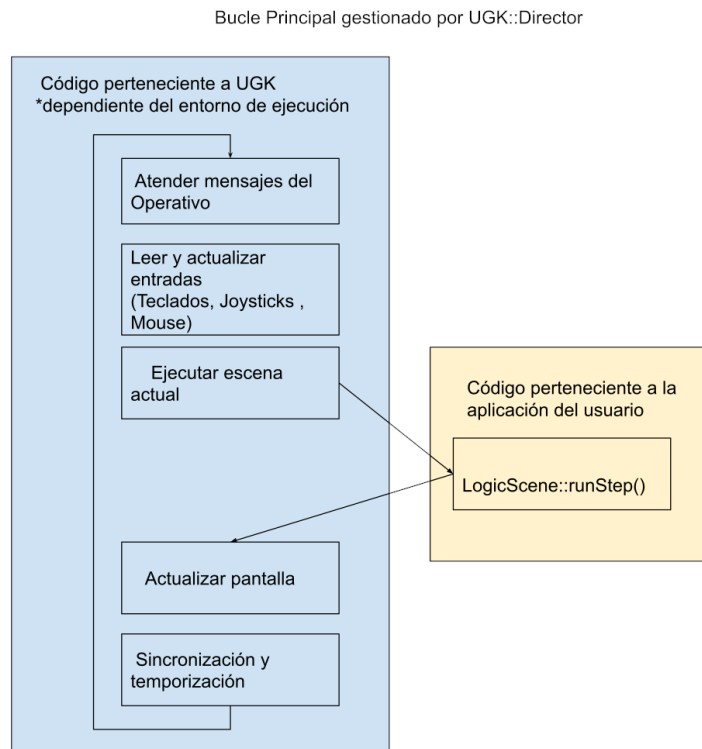 Bucle Principal gestionado por UGK::Director
Código perteneciente a UGK
*dependiente del entorno de ejecución
Atender mensajes del
Operativo
Leer y actualizar
entradas
(Teclados, Joysticks ,
Mouse)
Ejecutar escena
actual
Código perteneciente a la
aplicación del usuario
LogicScene::runStep()
Actualizar pantalla
Sincronización y
temporización